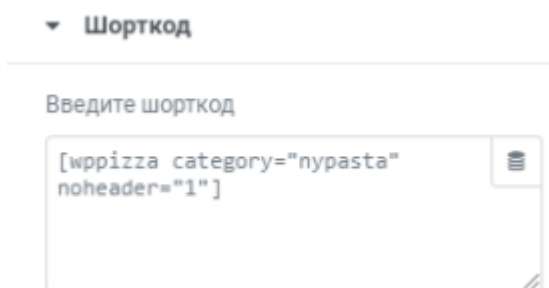 Шорткод
Введите шорткод
[wppizza category="nypasta"
noheader="1"]